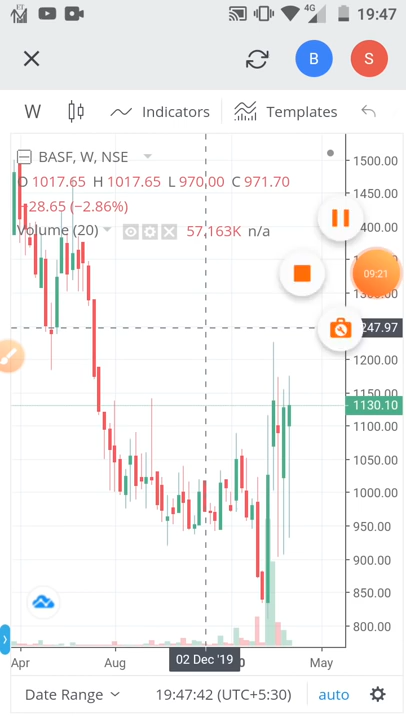 ET 4G 19:47
B S
W Indicators Templates
BASF, W, NSE
O 1017.65 H 1017.65 L 970.00 C 971.70
−28.65 (−2.86%)
Volume (20) 57.163K n/a
1500.00
1450.00
09:21
247.97
1200.00
1150.00
1130.10
1100.00
1050.00
1000.00
950.00
900.00
850.00
800.00
Apr Aug 02 Dec '19 May
Date Range 19:47:42 (UTC+5:30) auto